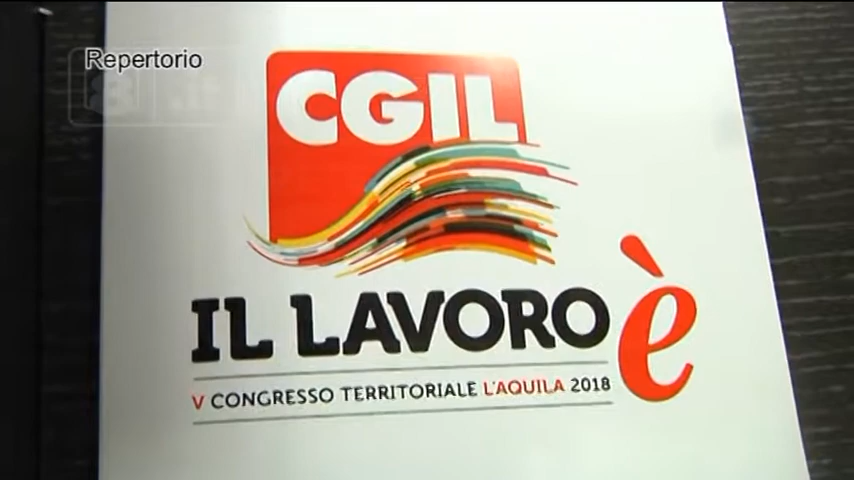 Repertorio
CGIL
IL LAVORO è
V CONGRESSO TERRITORIALE L'AQUILA 2018